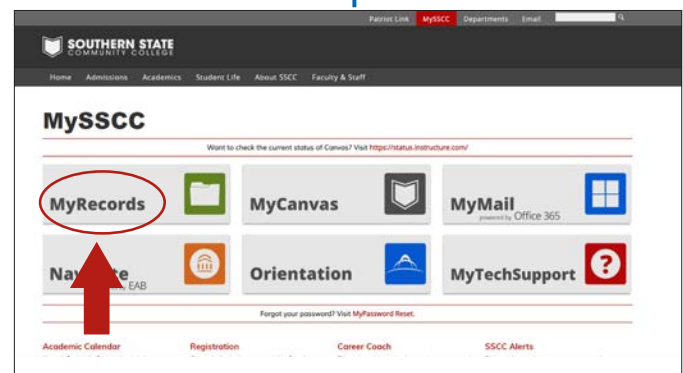 Patriot Link MySSCC Departments Email
SOUTHERN STATE
COMMUNITY COLLEGE
Home Admissions Academics Student Life About SSCC Faculty & Staff
MySSCC
Want to check the current status of Canvas? Visit https://status.instructure.com/
MyRecords
MyCanvas
MyMail
powered by Office 365
EAB
Orientation
MyTechSupport
Forgot your password? Visit MyPassword Reset.
Academic Calendar Registration Career Coach SSCC Alerts